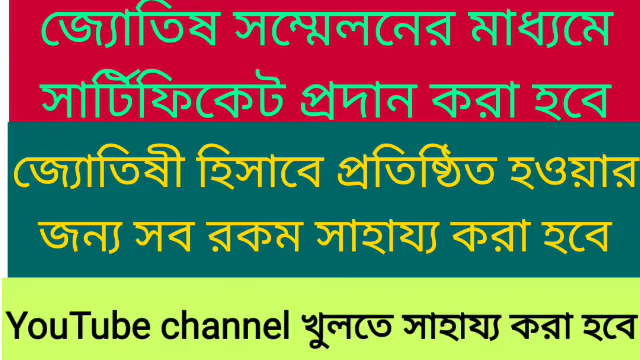 জ্যোতিষ সম্মেলনের মাধ্যমে
সার্টিফিকেট প্রদান করা হবে
জ্যোতিষী হিসাবে প্রতিষ্ঠিত হওয়ার
জন্য সব রকম সাহায্য করা হবে
YouTube channel খুলতে সাহায্য করা হবে